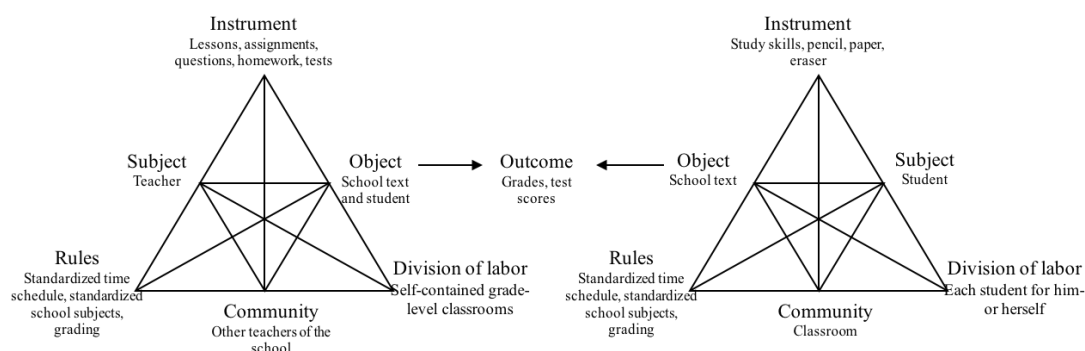 Instrument
Lessons, assignments,
questions, homework, tests
Subject
Teacher
Object
School text
and student
Rules
Standardized time
schedule, standardized
school subjects,
grading
Community
Other teachers of the
school
Division of labor
Self-contained grade-
level classrooms
Outcome
Grades, test
scores
Instrument
Study skills, pencil, paper,
eraser
Object
School text
Subject
Student
Rules
Standardized time
schedule, standardized
school subjects,
grading
Community
Classroom
Division of labor
Each student for him-
or herself